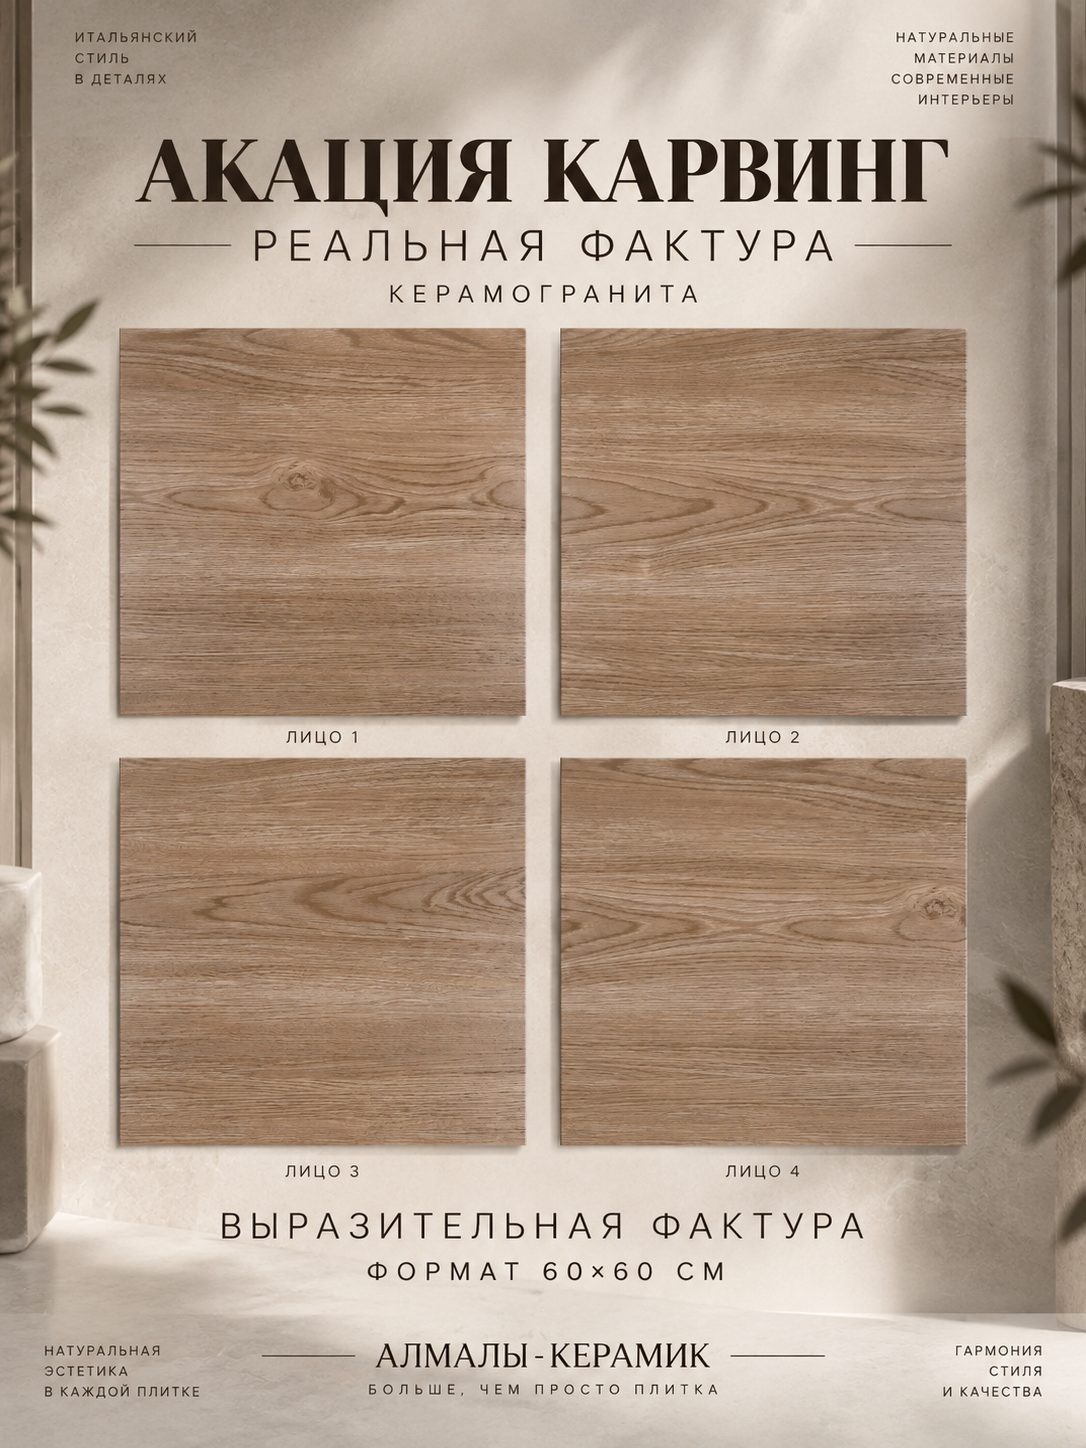 ИТАЛЬЯНСКИЙ
СТИЛЬ
В ДЕТАЛЯХ
НАТУРАЛЬНЫЕ
МАТЕРИАЛЫ
СОВРЕМЕННЫЕ
ИНТЕРЬЕРЫ
АКАЦИЯ КАРВИНГ
РЕАЛЬНАЯ ФАКТУРА
КЕРАМОГРАНИТА
ЛИЦО 1
ЛИЦО 2
ЛИЦО 3
ЛИЦО 4
ВЫРАЗИТЕЛЬНАЯ ФАКТУРА
ФОРМАТ 60×60 СМ
НАТУРАЛЬНАЯ
ЭСТЕТИКА
В КАЖДОЙ ПЛИТКЕ
АЛМАЛЫ-КЕРАМИК
БОЛЬШЕ, ЧЕМ ПРОСТО ПЛИТКА
ГАРМОНИЯ
СТИЛЯ
И КАЧЕСТВА